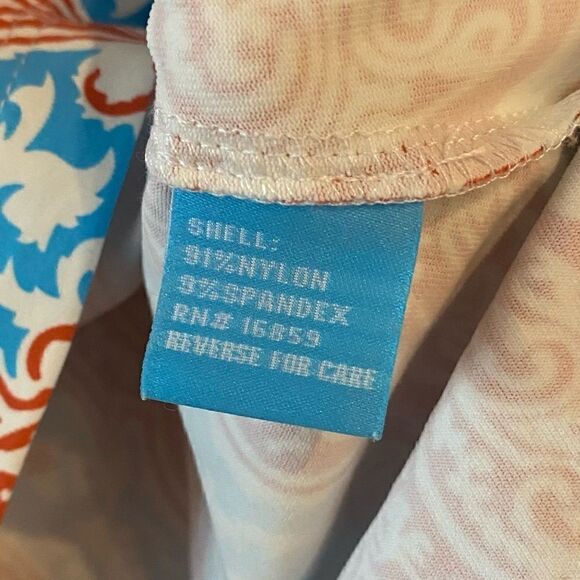 SHELL:
91%NYLON
9%SPANDEX
RN# 16859
REVERSE FOR CARE